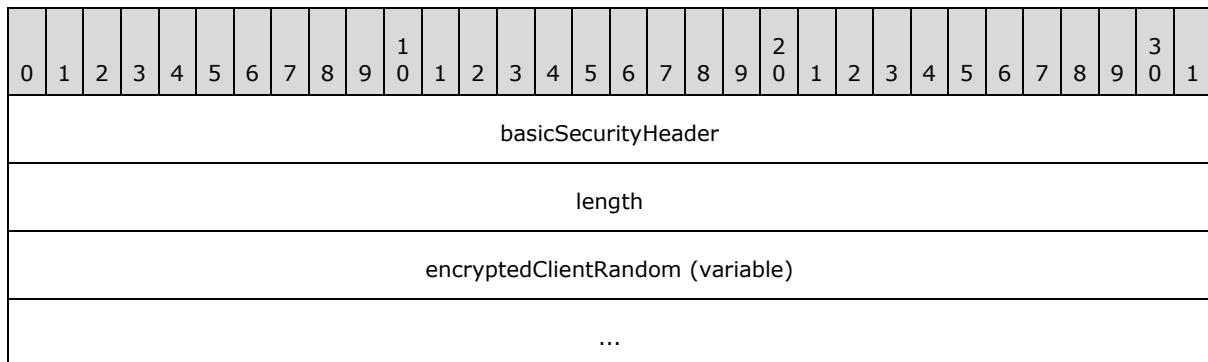 1 2 3
0 1 2 3 4 5 6 7 8 9 0 1 2 3 4 5 6 7 8 9 0 1 2 3 4 5 6 7 8 9 0 1
basicSecurityHeader
length
encryptedClientRandom (variable)
...